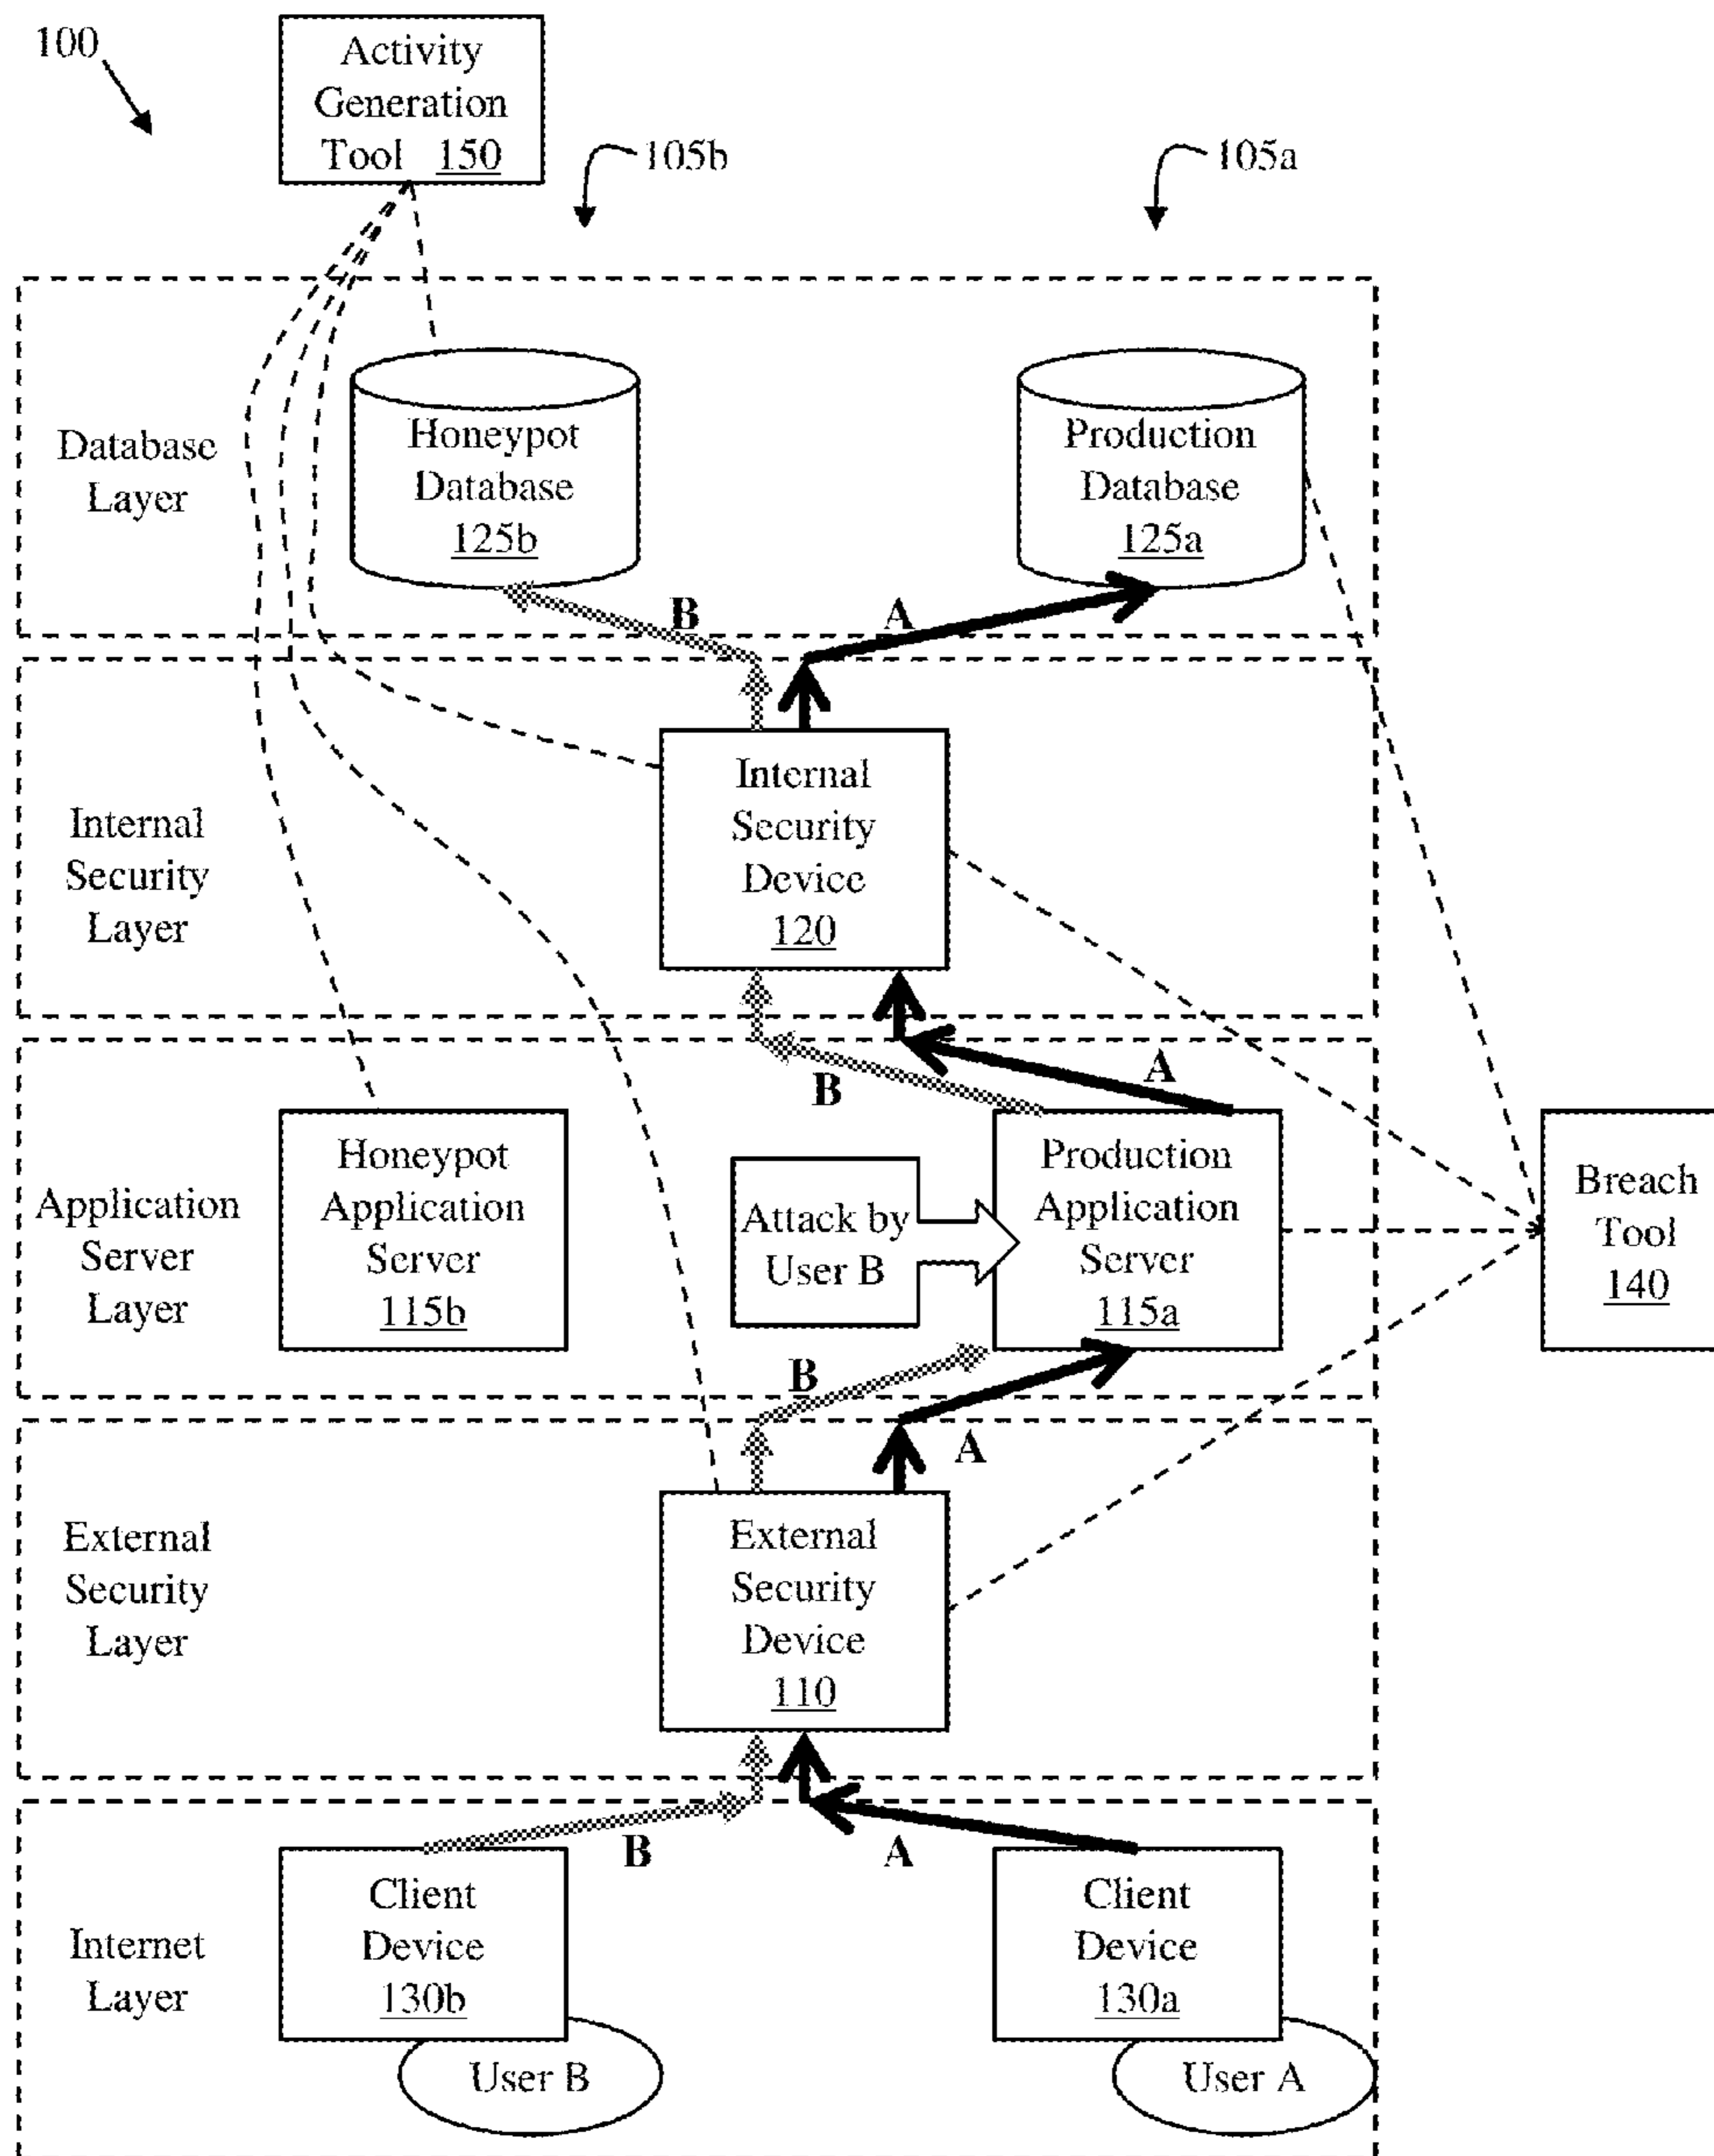 100
Activity
Generation
Tool 150
105b
105a
Database
Layer
Honeypot
Database
125b
Production
Database
125a
B
A
Internal
Security
Layer
Internal
Security
Device
120
B
A
Application
Server
Layer
Honeypot
Application
Server
115b
Attack by
User B
Production
Application
Server
115a
Breach
Tool
140
B
A
External
Security
Layer
External
Security
Device
110
B
A
Internet
Layer
Client
Device
130b
User B
Client
Device
130a
User A